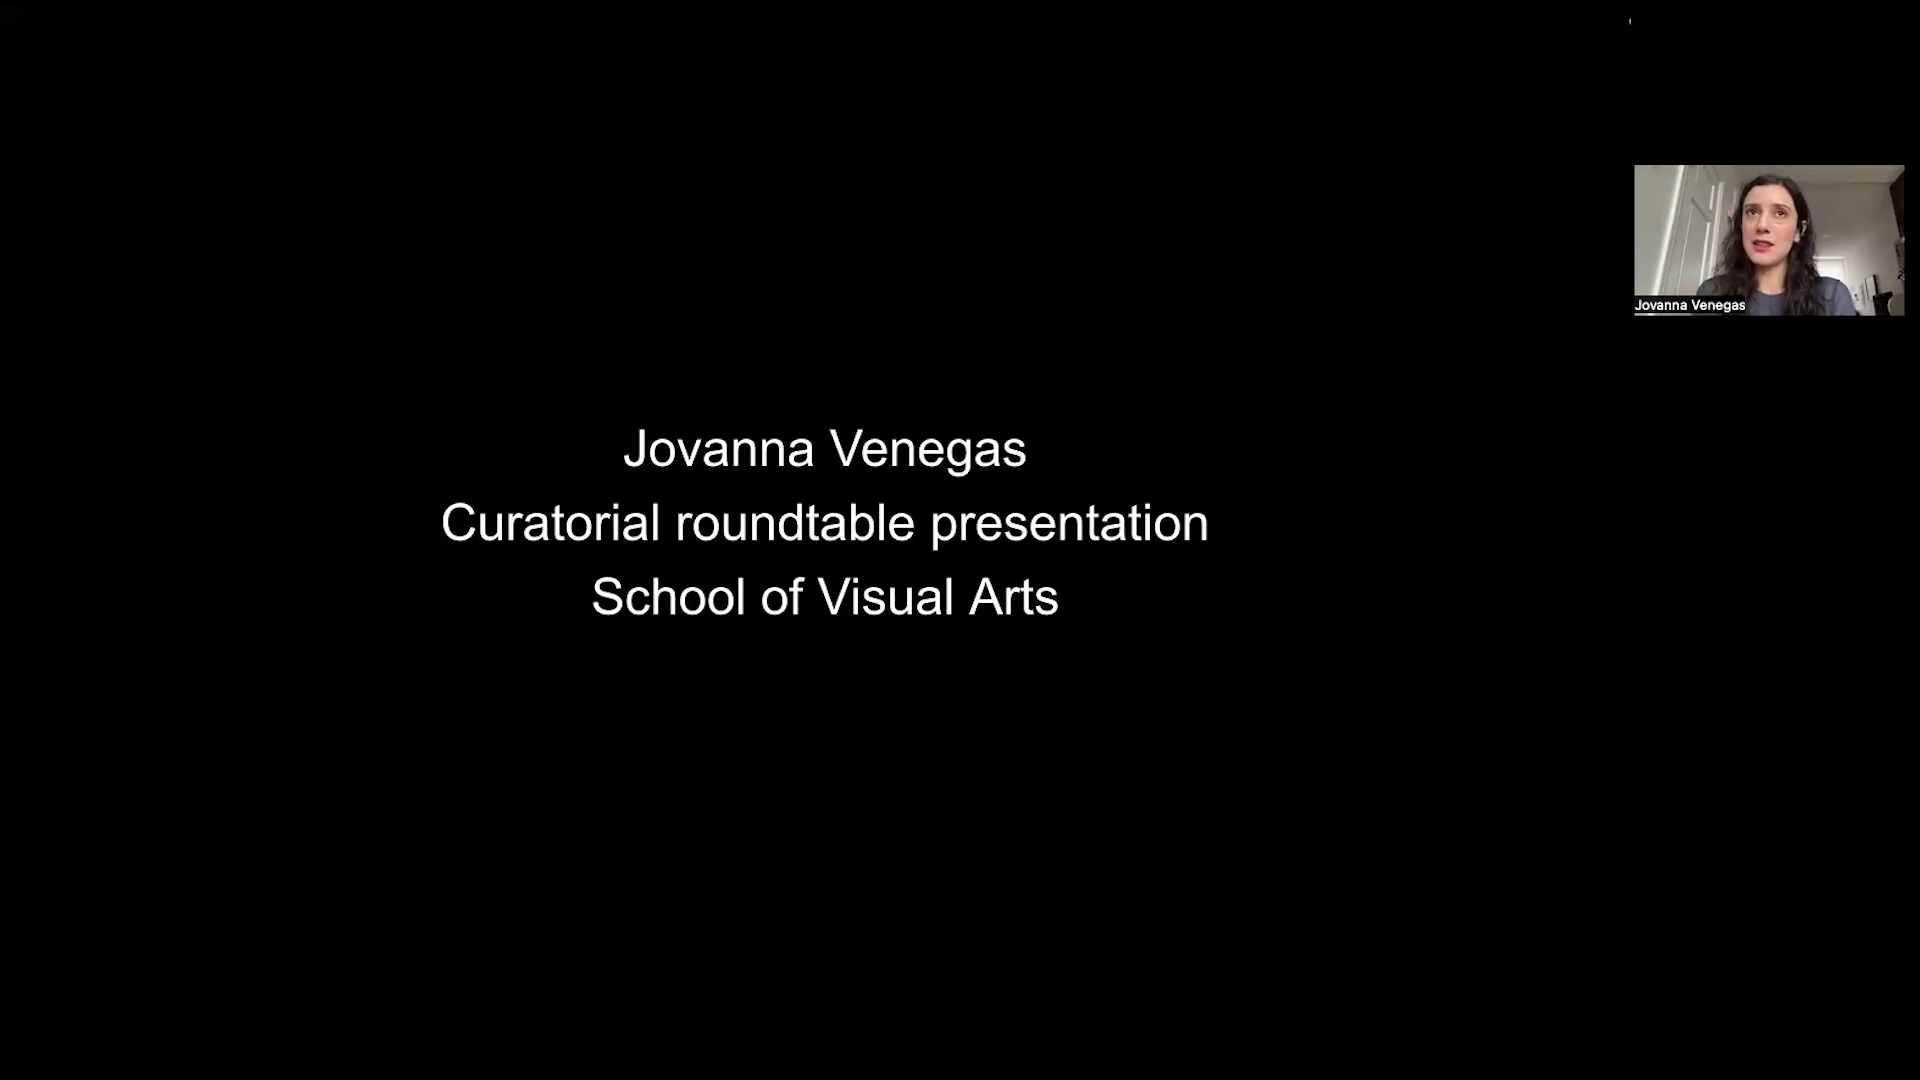 Jovanna Venegas
Curatorial roundtable presentation
School of Visual Arts
Jovanna Venegas